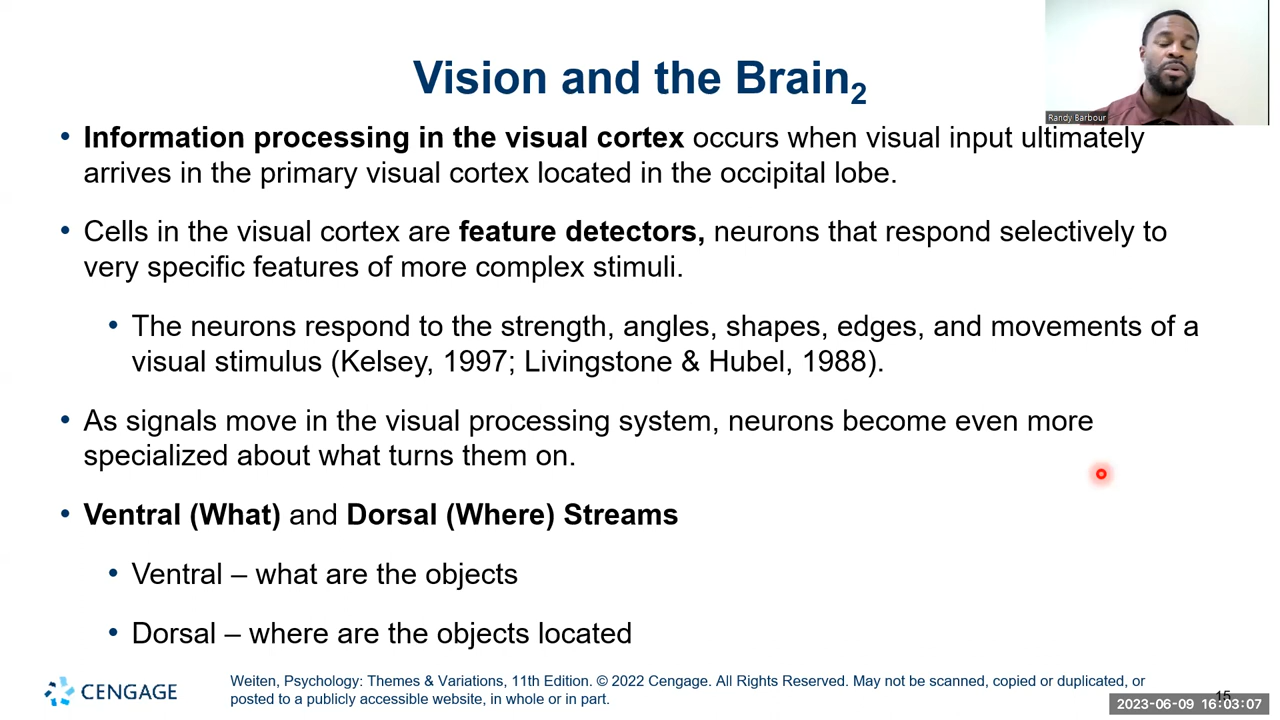 Vision and the Brain2
Randy Barbour
• Information processing in the visual cortex occurs when visual input ultimately
arrives in the primary visual cortex located in the occipital lobe.
• Cells in the visual cortex are feature detectors, neurons that respond selectively to
very specific features of more complex stimuli.
• The neurons respond to the strength, angles, shapes, edges, and movements of a
visual stimulus (Kelsey, 1997; Livingstone & Hubel, 1988).
• As signals move in the visual processing system, neurons become even more
specialized about what turns them on.
• Ventral (What) and Dorsal (Where) Streams
• Ventral – what are the objects
• Dorsal – where are the objects located
CENGAGE
Weiten, Psychology: Themes & Variations, 11th Edition. © 2022 Cengage. All Rights Reserved. May not be scanned, copied or duplicated, or
posted to a publicly accessible website, in whole or in part.
15
2023-06-09 16:03:07